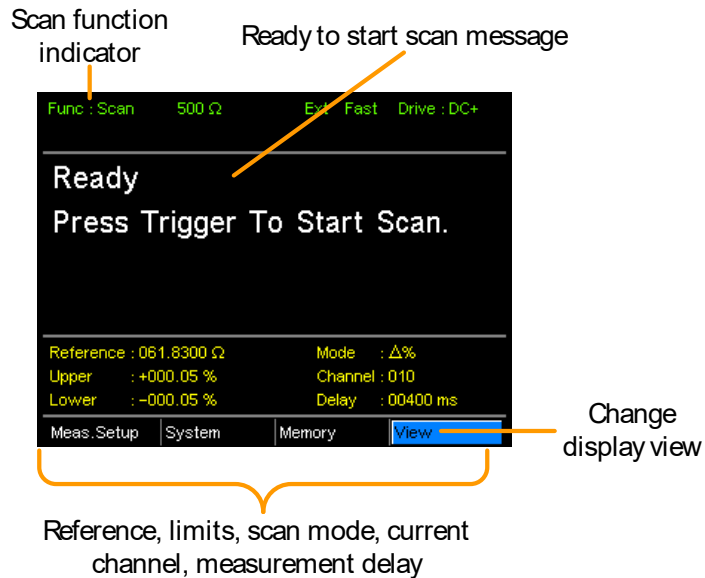 Scan function
indicator
Ready to start scan message
Func : Scan 500 Ω Ext Fast Drive : DC+
Ready
Press Trigger To Start Scan.
Reference : 061.8300 Ω Mode : Δ%
Upper : +000.05 % Channel : 010
Lower : −000.05 % Delay : 00400 ms
Meas.Setup System Memory View
Change
display view
Reference, limits, scan mode, current
channel, measurement delay